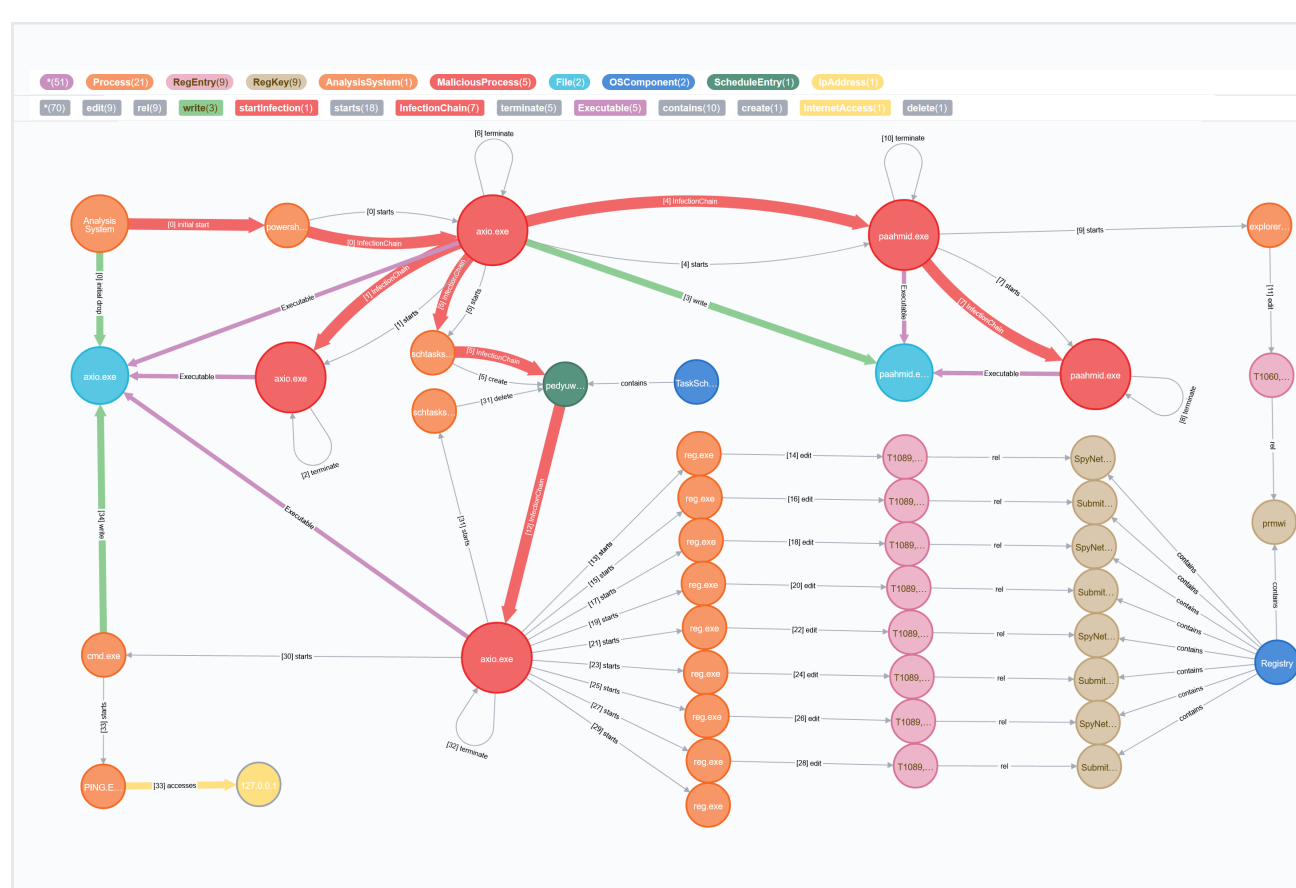 *(51) Process(21) RegEntry(9) RegKey(9) AnalysisSystem(1) MaliciousProcess(5) File(2) OSComponent(2) ScheduleEntry(1) IpAddress(1)
*(70) edit(9) rel(9) write(3) startInfection(1) starts(18) InfectionChain(7) terminate(5) Executable(5) contains(10) create(1) InternetAccess(1) delete(1)
[6] terminate
[10] terminate
Analysis
System
[0] initial start
powersh...
[0] starts
[0] InfectionChain
axio.exe
[4] InfectionChain
[4] starts
paahmid.exe
[9] starts
explorer...
[0] initial drop
Executable
[1] InfectionChain
[1] starts
[5] InfectionChain
[5] starts
[3] write
Executable
[7] starts
[7] InfectionChain
[11] edit
axio.exe
Executable
axio.exe
[2] terminate
schtasks...
[5] InfectionChain
[5] create
pedyuw...
contains
TaskSch...
paahmid.e...
Executable
paahmid.exe
[8] terminate
T1060,...
schtasks...
[31] delete
rel
prmwi
contains
[34] write
Executable
[31] starts
[12] InfectionChain
[13] starts
reg.exe
[14] edit
T1089,...
rel
SpyNet...
contains
[15] starts
reg.exe
[16] edit
T1089,...
rel
Submit...
contains
[17] starts
reg.exe
[18] edit
T1089,...
rel
SpyNet...
contains
[19] starts
reg.exe
[20] edit
T1089,...
rel
Submit...
contains
[21] starts
reg.exe
[22] edit
T1089,...
rel
SpyNet...
contains
[23] starts
reg.exe
[24] edit
T1089,...
rel
Submit...
contains
[25] starts
reg.exe
[26] edit
T1089,...
rel
SpyNet...
contains
[27] starts
reg.exe
[28] edit
T1089,...
rel
Submit...
contains
[29] starts
reg.exe
Registry
cmd.exe
[30] starts
axio.exe
[32] terminate
[33] starts
PING.E...
[33] accesses
127.0.0.1